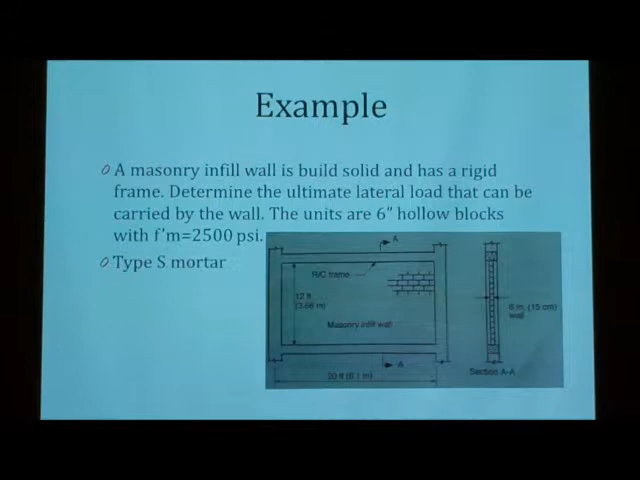 Example
A masonry infill wall is build solid and has a rigid
frame. Determine the ultimate lateral load that can be
carried by the wall. The units are 6" hollow blocks
with f'm=2500 psi.
Type S mortar
A
R/C frame
12 ft
(3.66 m)
6 in. (15 cm)
wall
Masonry infill wall
A
20 ft (6.1 m)
Section A-A